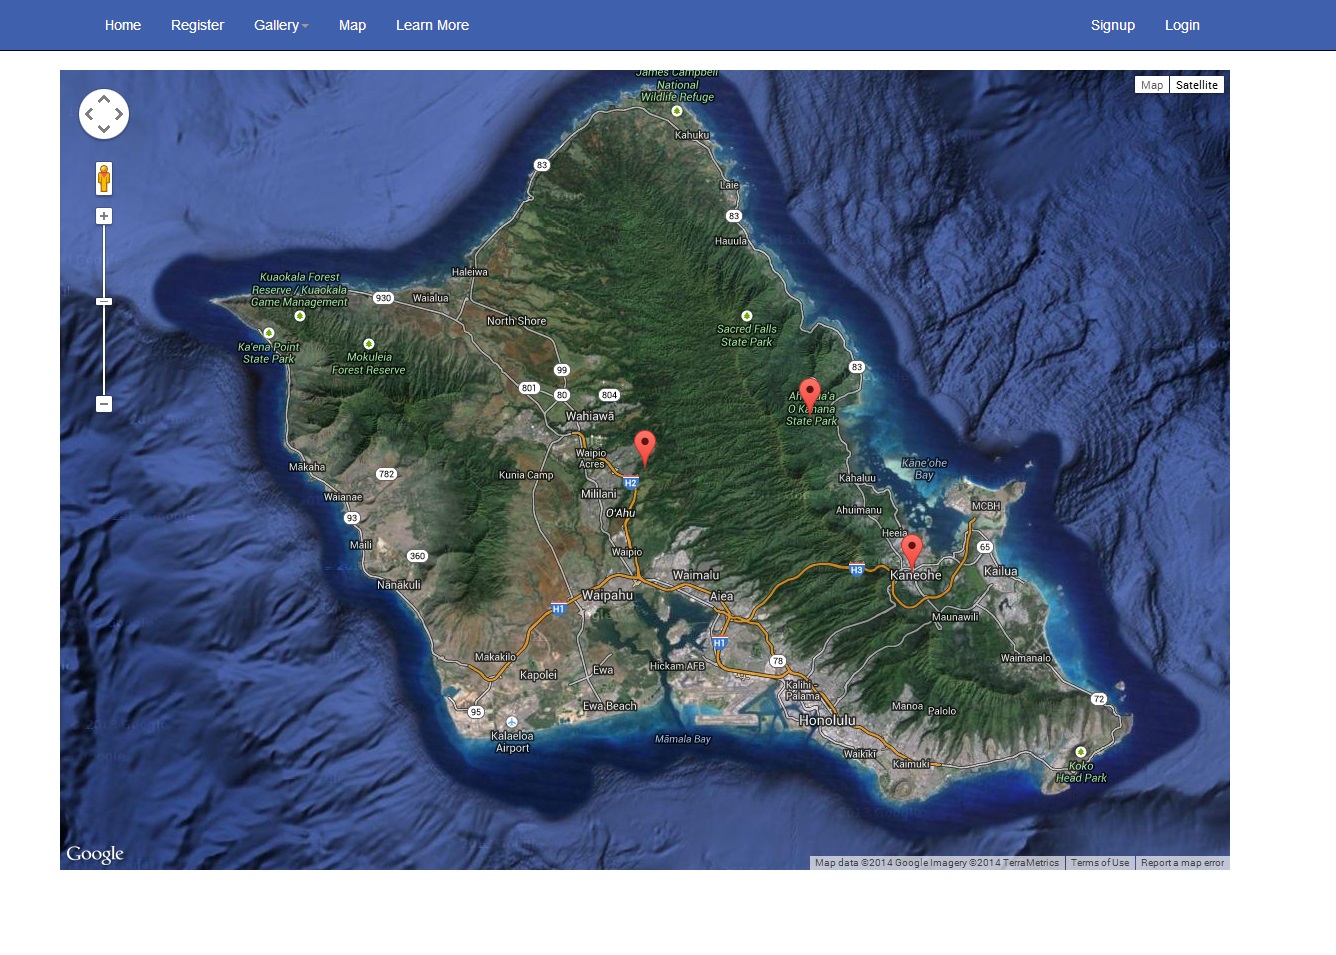 Home Register Gallery Map Learn More Signup Login
James Campbell
National
Wildlife Refuge
Map Satellite
Kahuku
83
Laie
83
Hauula
Haleiwa
Kuaokala Forest
Reserve / Kuaokala
Game Management
930
Waialua
North Shore
Sacred Falls
State Park
Ka'ena Point
State Park
Mokuleia
Forest Reserve
99
83
801
80
804
Wahiawā
O Kahana
State Park
Waipio
Acres
Mākaha
782
Kunia Camp
H2
Mililani
Kāne'ohe
Bay
Kahaluu
Waianae
93
O'Ahu
Ahuimanu
MCBH
Heeia
Maili
360
Waipio
65
Nānākuli
Waimalu
H3
Kaneohe
Kailua
H1
Waipahu
Aiea
Maunawili
H1
Makakilo
Kapolei
Ewa
Hickam AFB
78
Waimanalo
Kalihi -
Palama
72
95
Ewa Beach
Manoa
Palolo
Honolulu
Kalaeloa
Airport
Māmala Bay
Waikīkī
Kaimuki
Koko
Head Park
Google
Map data ©2014 Google Imagery ©2014 TerraMetrics Terms of Use Report a map error